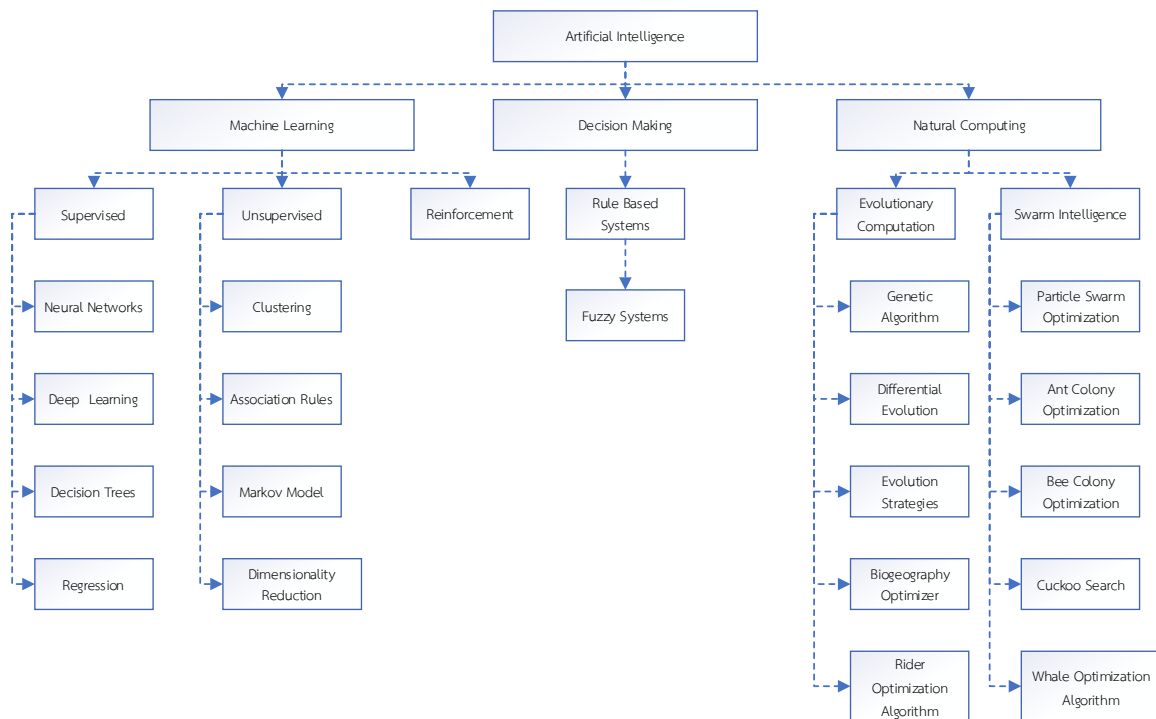 Artificial Intelligence
Machine Learning
Decision Making
Natural Computing
Supervised
Unsupervised
Reinforcement
Rule Based
Systems
Evolutionary
Computation
Swarm Intelligence
Neural Networks
Clustering
Fuzzy Systems
Genetic
Algorithm
Particle Swarm
Optimization
Deep Learning
Association Rules
Differential
Evolution
Ant Colony
Optimization
Decision Trees
Markov Model
Evolution
Strategies
Bee Colony
Optimization
Regression
Dimensionality
Reduction
Biogeography
Optimizer
Cuckoo Search
Rider
Optimization
Algorithm
Whale Optimization
Algorithm